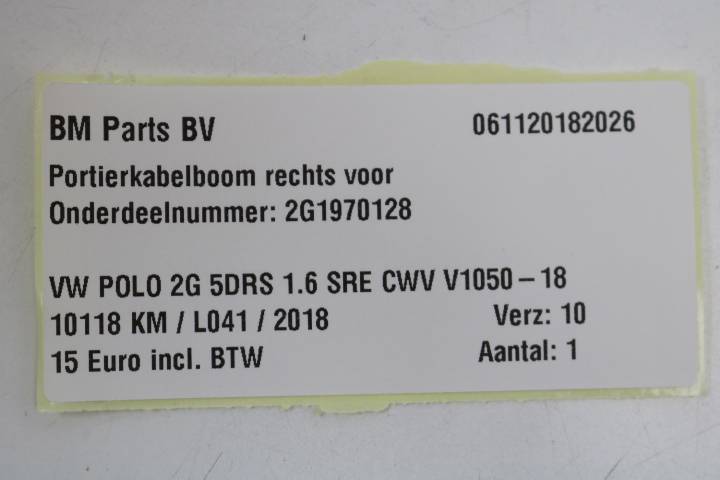 BM Parts BV 061120182026
Portierkabelboom rechts voor
Onderdeelnummer: 2G1970128
VW POLO 2G 5DRS 1.6 SRE CWV V1050 – 18
10118 KM / L041 / 2018 Verz: 10
15 Euro incl. BTW Aantal: 1